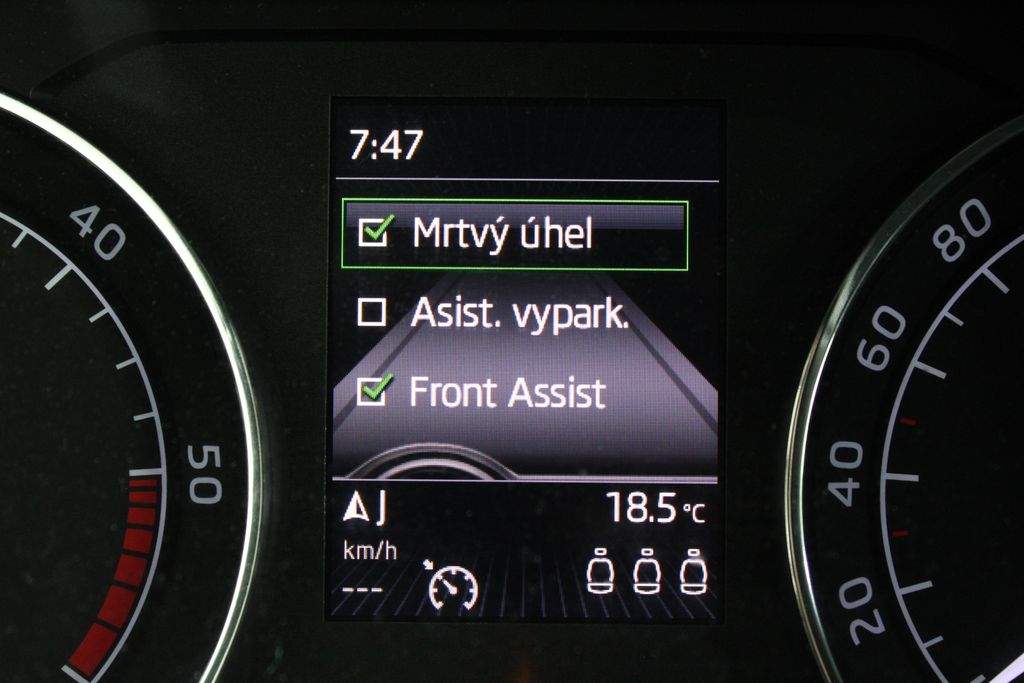 7:47
Mrtvý úhel
Asist. vypark.
Front Assist
J
18.5 °C
km/h
---
40
50
80
60
40
20